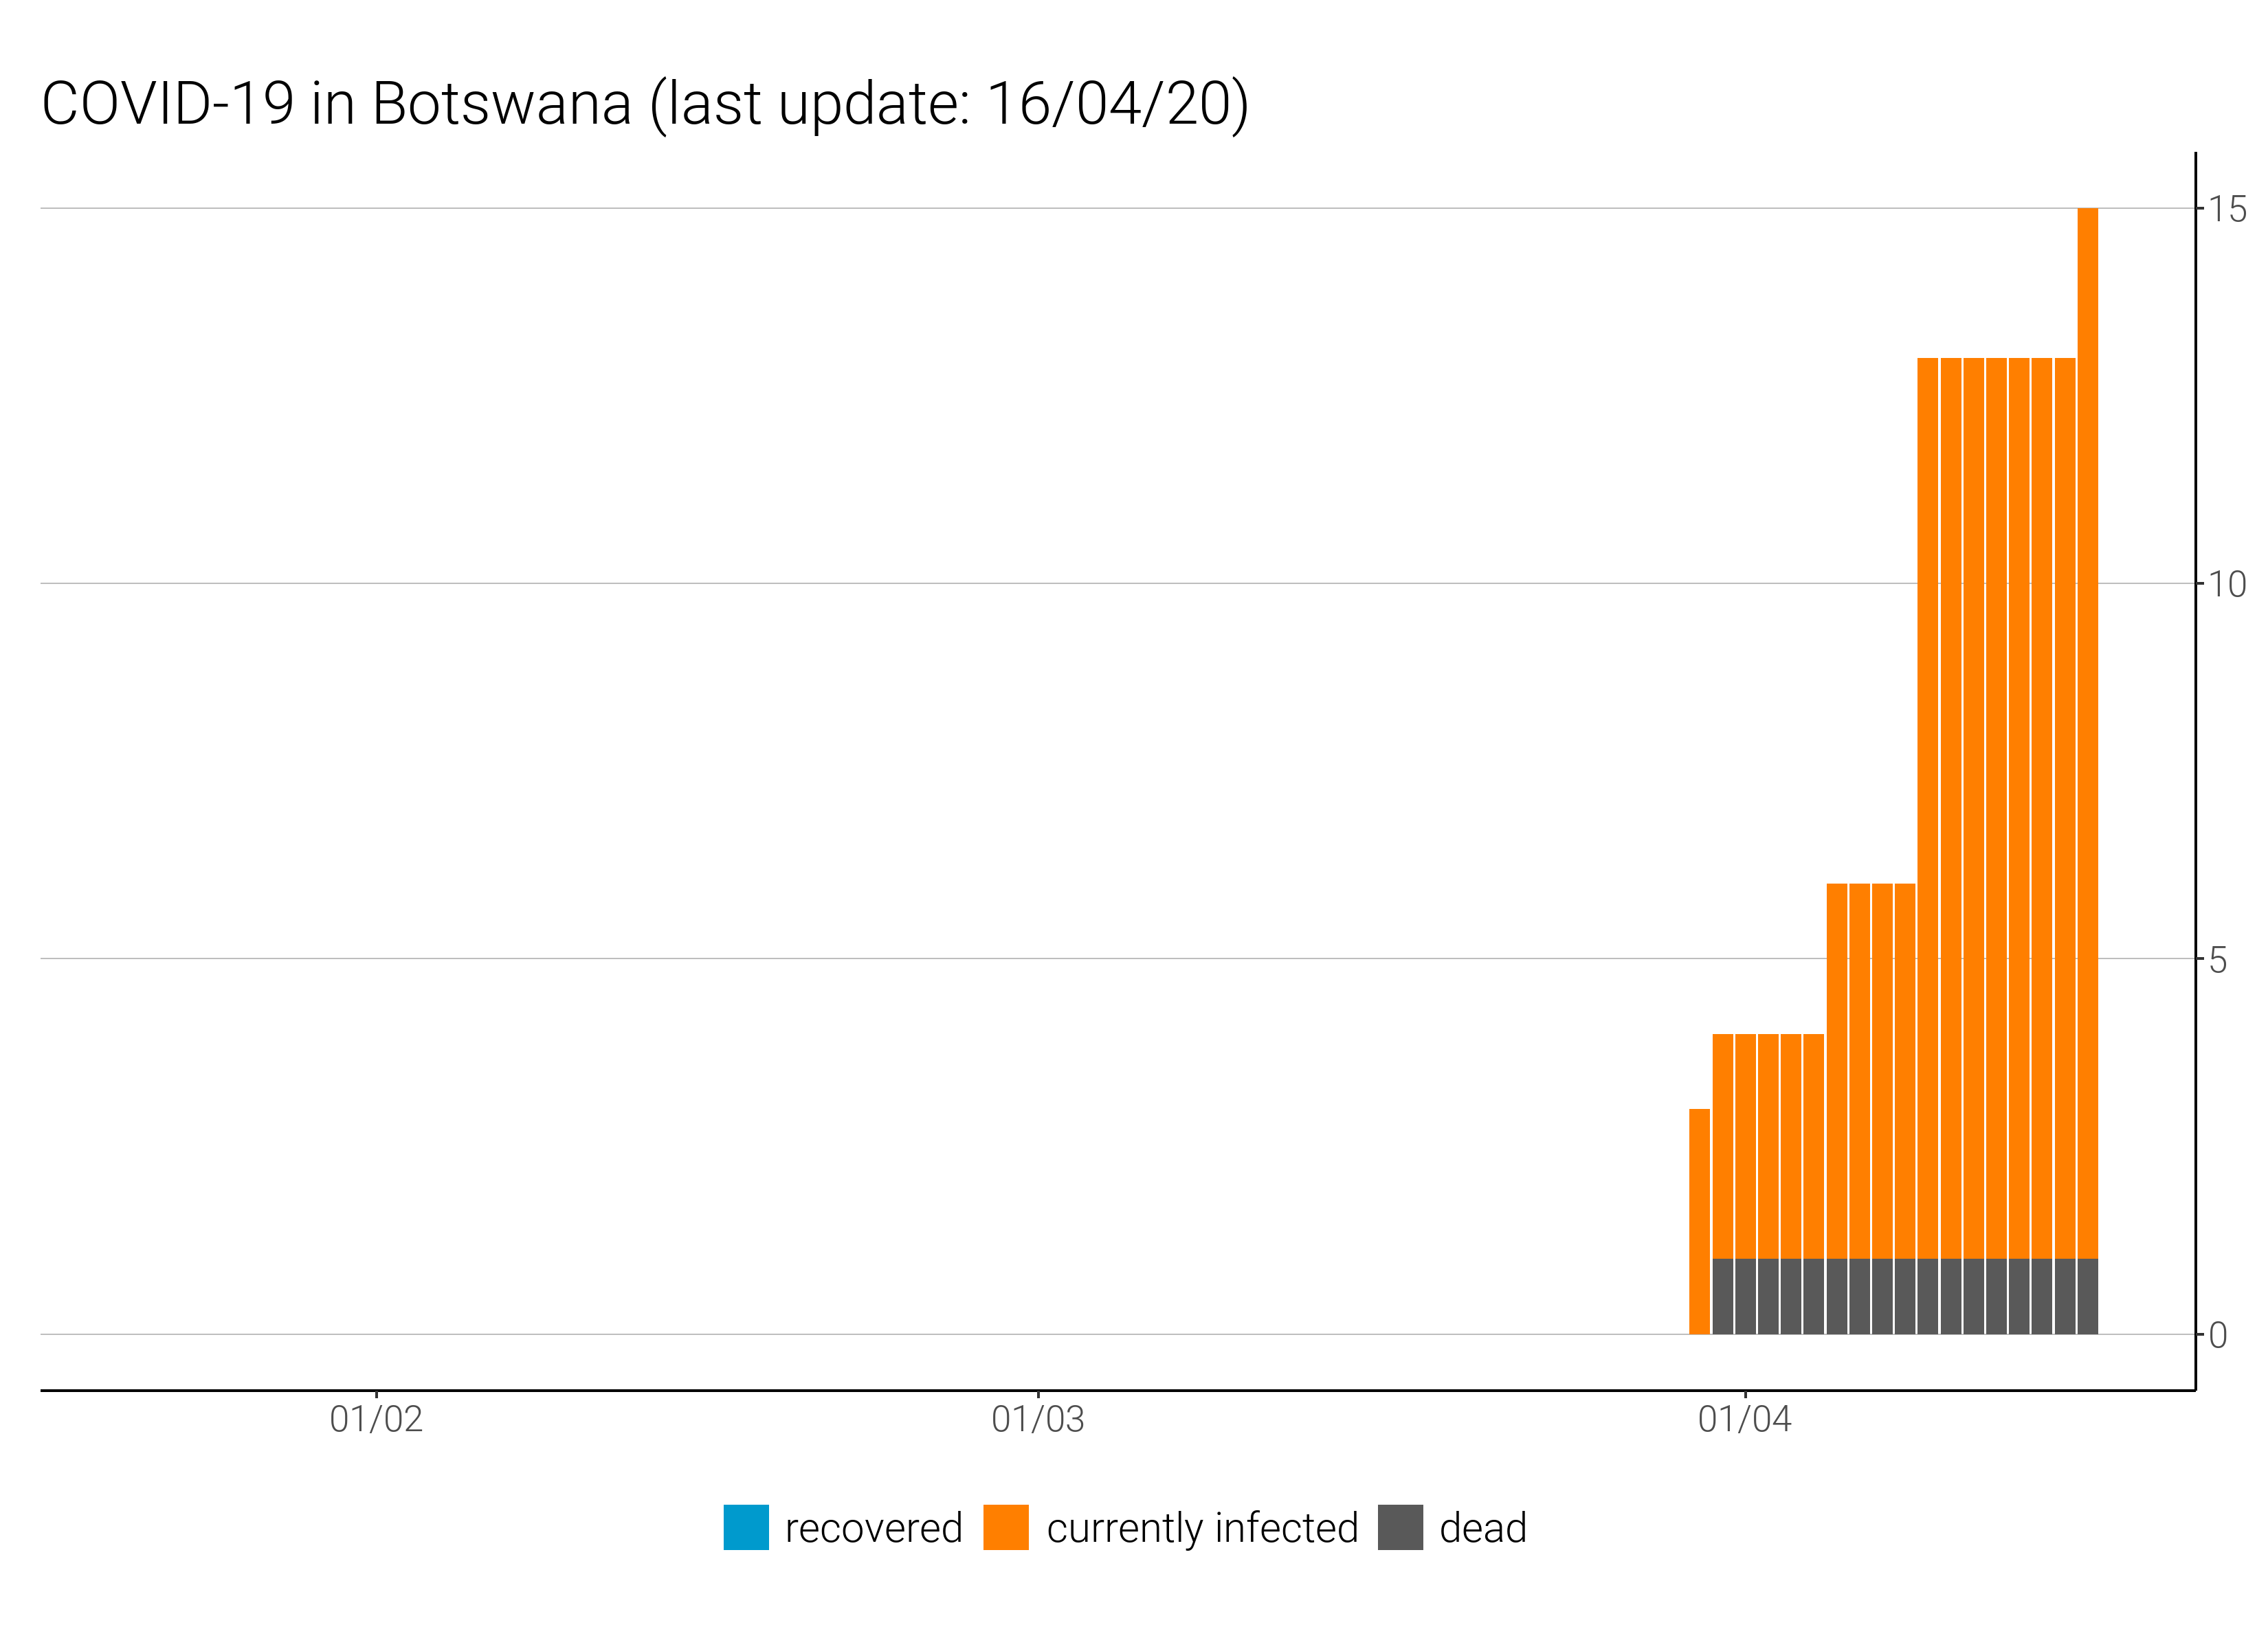 COVID-19 in Botswana (last update: 16/04/20)
15
10
5
0
01/02 01/03 01/04
recovered currently infected dead